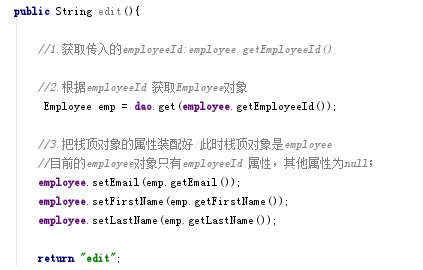 public String edit(){
//1.获取传入的employeeId:employee.getEmployeeId()
//2.根据employeeId 获取Employee对象
Employee emp = dao.get(employee.getEmployeeId());
//3.把栈顶对象的属性装配好:此时栈顶对象是employee
//目前的employee对象只有employeeId 属性，其他属性为null；
employee.setEmail(emp.getEmail());
employee.setFirstName(emp.getFirstName());
employee.setLastName(emp.getLastName());
return "edit";